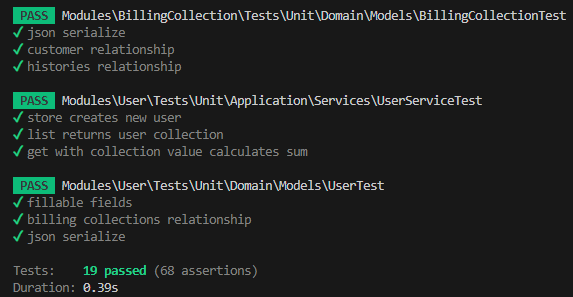 PASS Modules\BillingCollection\Tests\Unit\Domain\Models\BillingCollectionTest
✓ json serialize
✓ customer relationship
✓ histories relationship
PASS Modules\User\Tests\Unit\Application\Services\UserServiceTest
✓ store creates new user
✓ list returns user collection
✓ get with collection value calculates sum
PASS Modules\User\Tests\Unit\Domain\Models\UserTest
✓ fillable fields
✓ billing collections relationship
✓ json serialize
Tests: 19 passed (68 assertions)
Duration: 0.39s